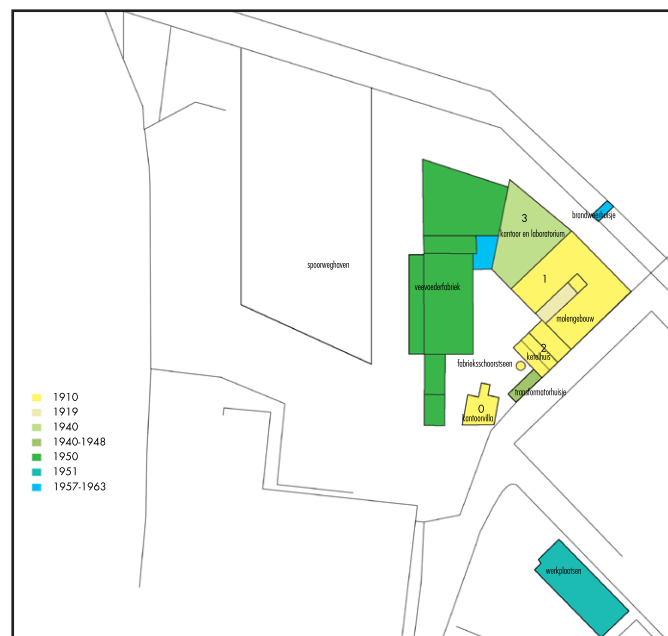 brandweerhuisje
3
kantoor en laboratorium
spoorweghaven
1
veevoederfabriek
molengebouw
2
ketelhuis
fabrieksschoorstseen
transformatorhuisje
0
kantoorvilla
1910
1919
1940
1940-1948
1950
1951
1957-1963
werkplaatsen